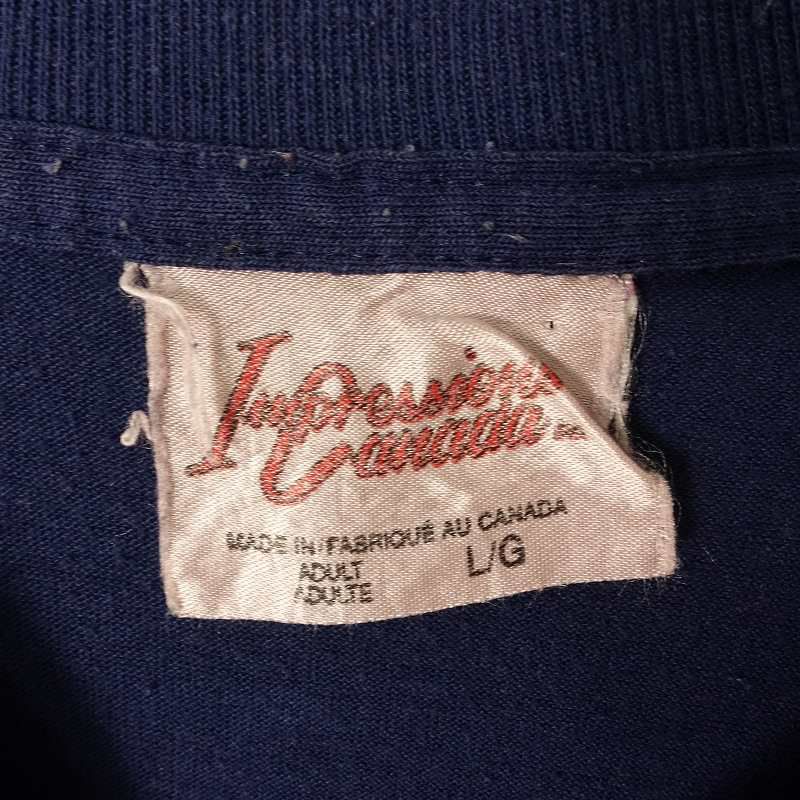 Impressions
Canada
MADE IN/FABRIQUÉ AU CANADA
ADULT L/G
ADULTE